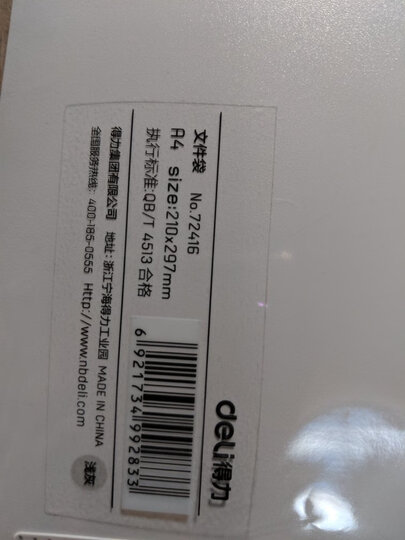 deli得力
文件袋 No.72416
A4 size:210x297mm
执行标准:QB/T 4513 合格
6921734992833
得力集团有限公司 地址:浙江宁海得力工业园 MADE IN CHINA
全国服务热线:400-185-0555 Http://www.nbdeli.com
浅灰